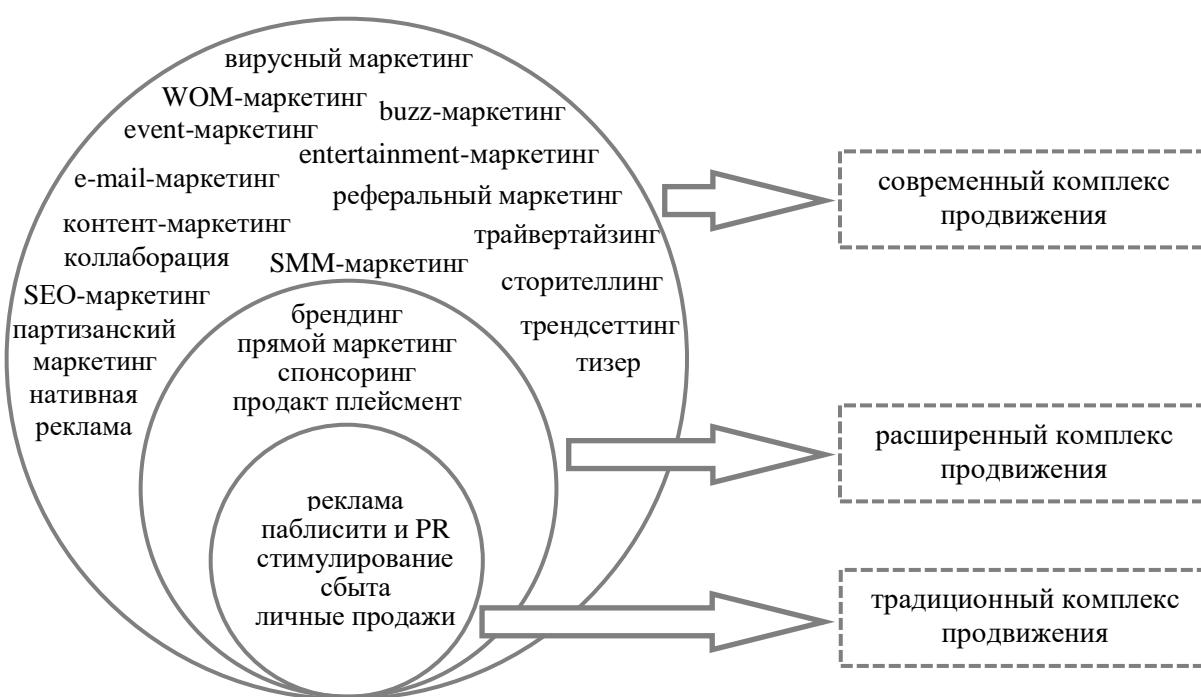 вирусный маркетинг
WOM-маркетинг
buzz-маркетинг
event-маркетинг
entertainment-маркетинг
e-mail-маркетинг
реферальный маркетинг
контент-маркетинг
трайвертайзинг
коллаборация
SMM-маркетинг
сторителлинг
SEO-маркетинг
партизанский
маркетинг
трендсеттинг
тизер
нативная
реклама
брендинг
прямой маркетинг
спонсоринг
продакт плейсмент
реклама
паблисити и PR
стимулирование
сбыта
личные продажи
современный комплекс
продвижения
расширенный комплекс
продвижения
традиционный комплекс
продвижения